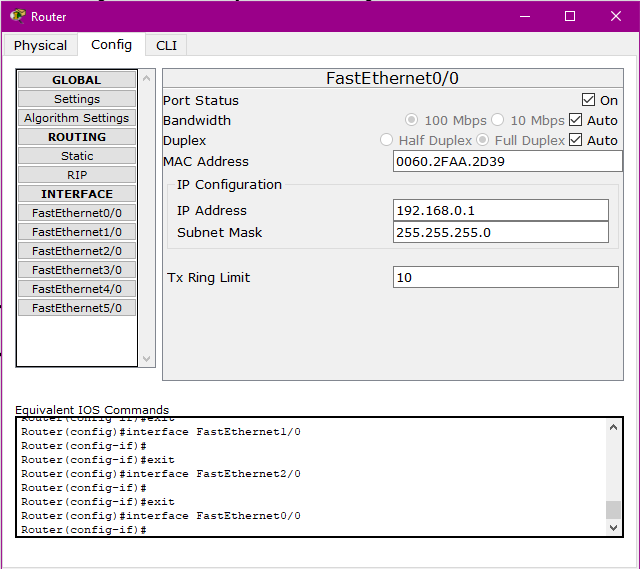 Router
Physical Config CLI
GLOBAL
Settings
Algorithm Settings
ROUTING
Static
RIP
INTERFACE
FastEthernet0/0
FastEthernet1/0
FastEthernet2/0
FastEthernet3/0
FastEthernet4/0
FastEthernet5/0
FastEthernet0/0
Port Status On
Bandwidth 100 Mbps 10 Mbps Auto
Duplex Half Duplex Full Duplex Auto
MAC Address 0060.2FAA.2D39
IP Configuration
IP Address 192.168.0.1
Subnet Mask 255.255.255.0
Tx Ring Limit 10
Equivalent IOS Commands
Router(config-if)#exit
Router(config)#interface FastEthernet1/0
Router(config-if)#
Router(config-if)#exit
Router(config)#interface FastEthernet2/0
Router(config-if)#
Router(config-if)#exit
Router(config)#interface FastEthernet0/0
Router(config-if)#